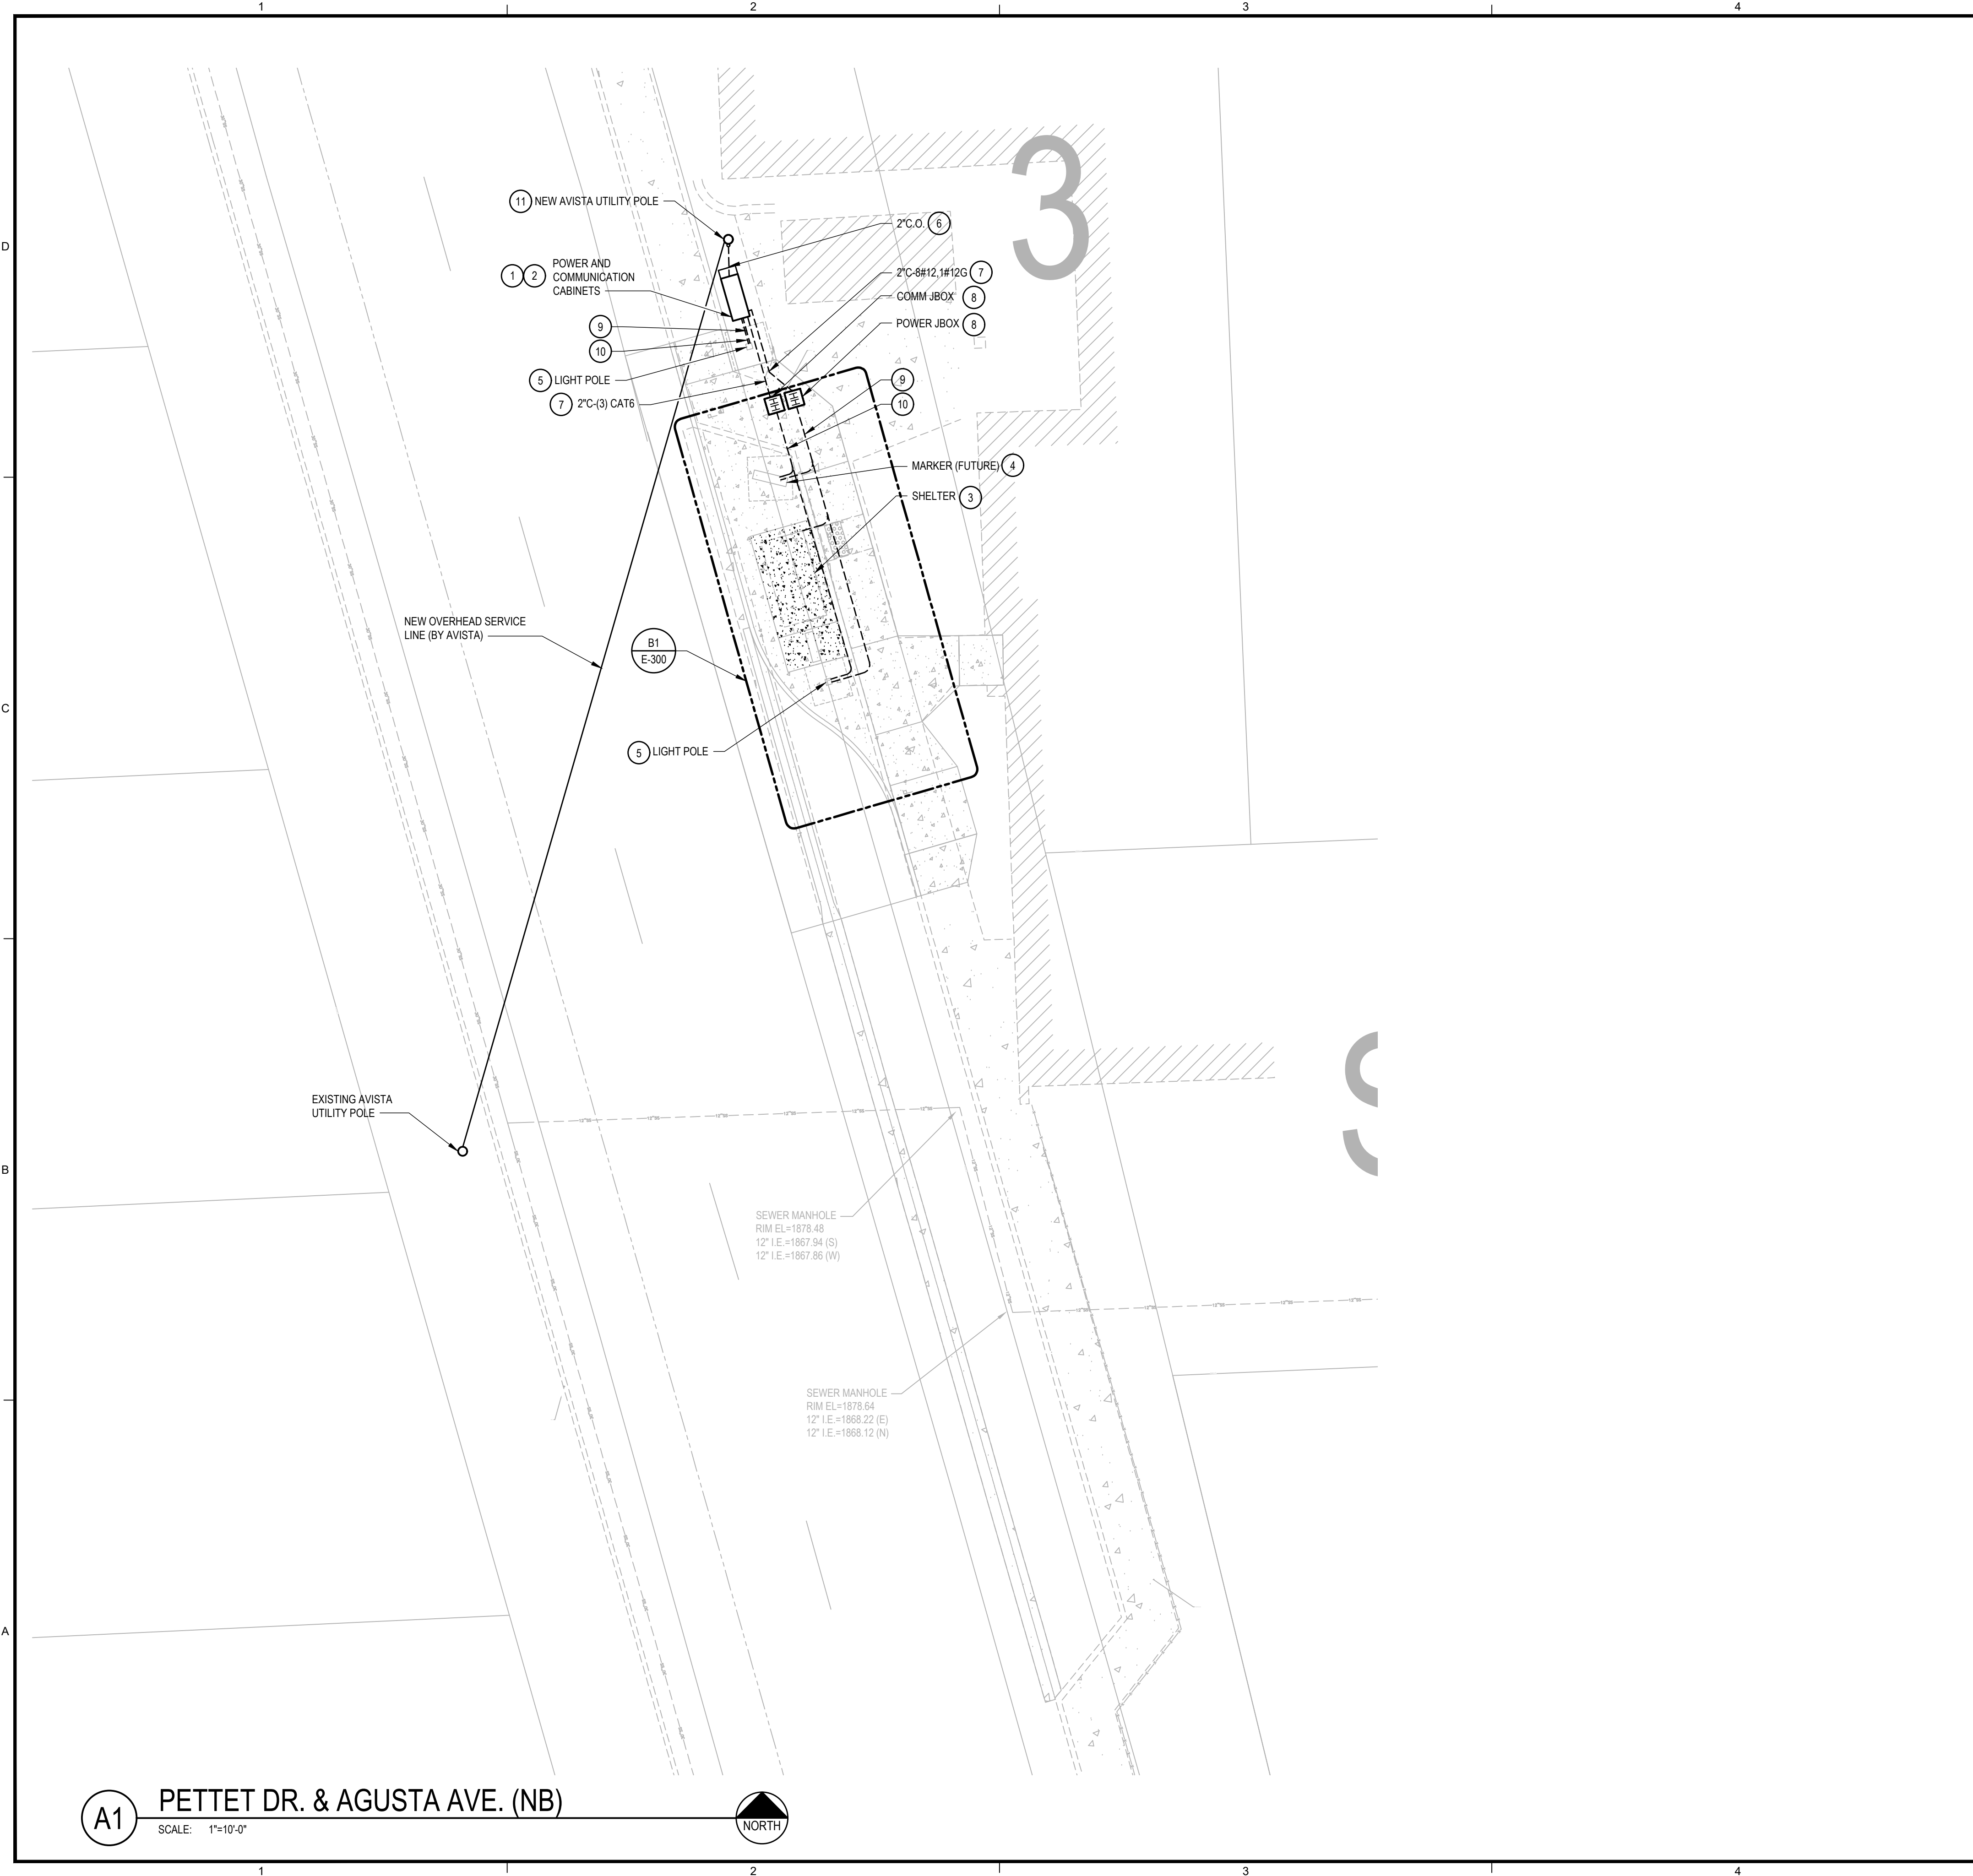 1 2 3 4
D
C
B
A
3
11 NEW AVISTA UTILITY POLE
2"C.O. 6
1 2 POWER AND
COMMUNICATION
CABINETS
2"C-8#12,1#12G 7
COMM JBOX 8
POWER JBOX 8
9
10
5 LIGHT POLE
7 2"C-(3) CAT6
9
10
MARKER (FUTURE) 4
SHELTER 3
NEW OVERHEAD SERVICE
LINE (BY AVISTA)
B1
E-300
5 LIGHT POLE
EXISTING AVISTA
UTILITY POLE
SEWER MANHOLE
RIM EL=1878.48
12" I.E.=1867.94 (S)
12" I.E.=1867.86 (W)
SEWER MANHOLE
RIM EL=1878.64
12" I.E.=1868.22 (E)
12" I.E.=1868.12 (N)
A1
PETTET DR. & AGUSTA AVE. (NB)
SCALE: 1"=10'-0"
NORTH
1 2 3 4